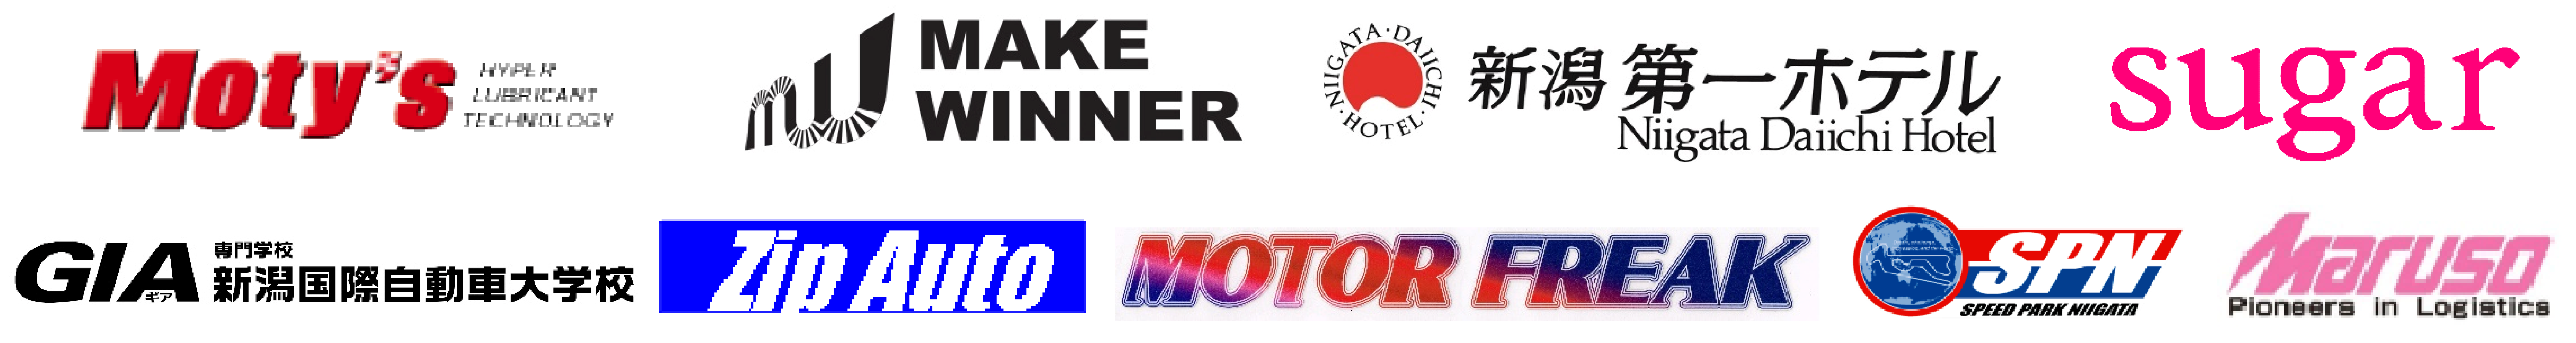 Moty's
HYPER
LUBRICANT
TECHNOLOGY
MAKE
WINNER
NIIGATA・DAIICHI・HOTEL・
新潟 第一ホテル
Niigata Daiichi Hotel
sugar
GIA
ギア
専門学校
新潟国際自動車大学校
Zip Auto
MOTOR FREAK
SPN
SPEED PARK NIIGATA
Maruso
Pioneers in Logistics